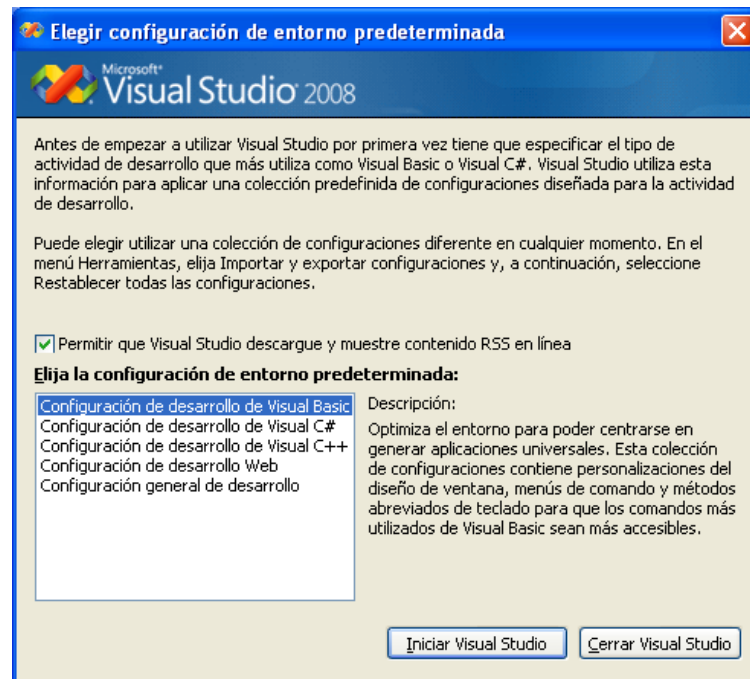 Elegir configuración de entorno predeterminada
Microsoft®
Visual Studio® 2008
Antes de empezar a utilizar Visual Studio por primera vez tiene que especificar el tipo de
actividad de desarrollo que más utiliza como Visual Basic o Visual C#. Visual Studio utiliza esta
información para aplicar una colección predefinida de configuraciones diseñada para la actividad
de desarrollo.
Puede elegir utilizar una colección de configuraciones diferente en cualquier momento. En el
menú Herramientas, elija Importar y exportar configuraciones y, a continuación, seleccione
Restablecer todas las configuraciones.
Permitir que Visual Studio descargue y muestre contenido RSS en línea
Elija la configuración de entorno predeterminada:
Configuración de desarrollo de Visual Basic
Configuración de desarrollo de Visual C#
Configuración de desarrollo de Visual C++
Configuración de desarrollo Web
Configuración general de desarrollo
Descripción:
Optimiza el entorno para poder centrarse en
generar aplicaciones universales. Esta colección
de configuraciones contiene personalizaciones del
diseño de ventana, menús de comando y métodos
abreviados de teclado para que los comandos más
utilizados de Visual Basic sean más accesibles.
Iniciar Visual Studio
Cerrar Visual Studio